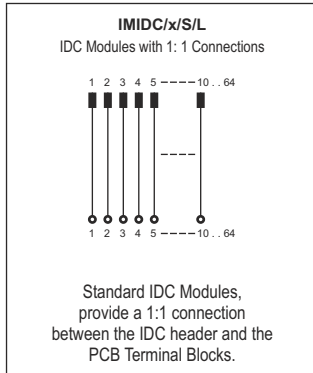 IMIDC/x/S/L
IDC Modules with 1: 1 Connections
1 2 3 4 5 -----10 . . 64
1 2 3 4 5 ----10 . . 64
Standard IDC Modules,
provide a 1:1 connection
between the IDC header and the
PCB Terminal Blocks.